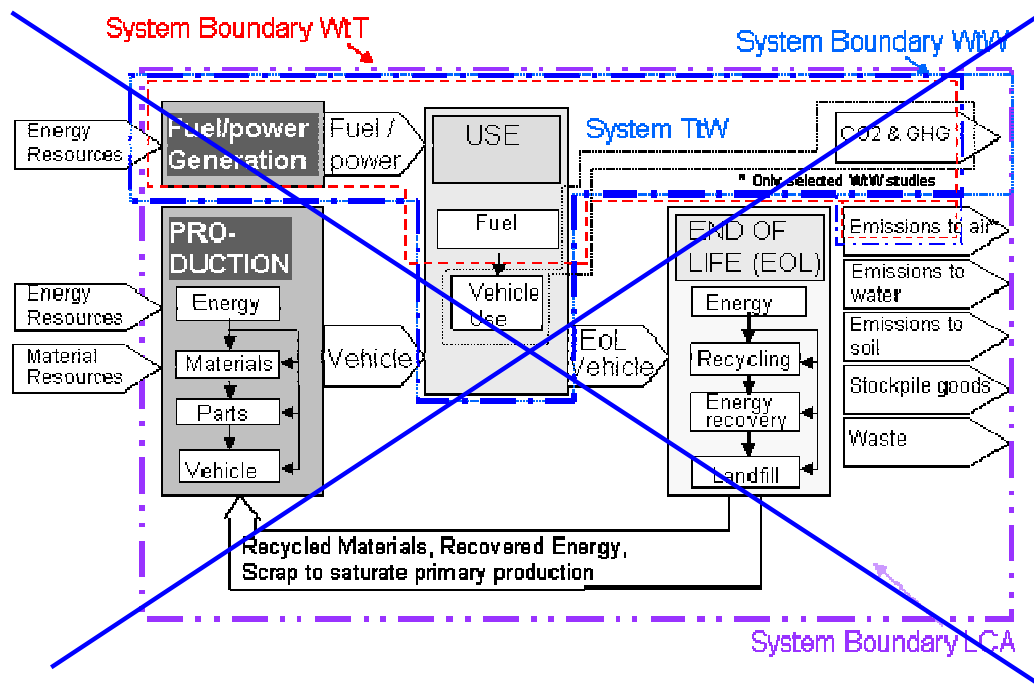 System Boundary WtT
System Boundary WtW
Energy
Resources
Fuel/power
Generation
Fuel /
power
USE
System TtW
CO2 & GHG
* Only selected WtW studies
Fuel
PRO-
DUCTION
END OF
LIFE (EOL)
Emissions to air
Energy
Resources
Energy
Vehicle
Use
Energy
Emissions to
water
Material
Resources
Materials
Vehicle
EoL
vehicle
Recycling
Emissions to
soil
Parts
Energy
recovery
Stockpile goods
Vehicle
Landfill
Waste
Recycled Materials, Recovered Energy,
Scrap to saturate primary production
System Boundary LCA